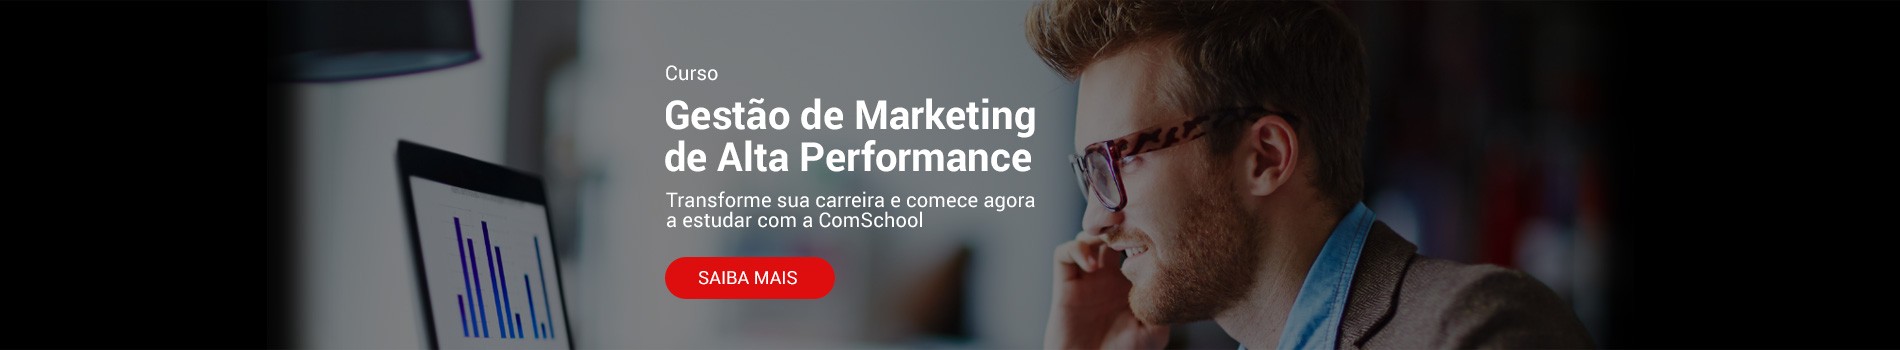 Curso
Gestão de Marketing
de Alta Performance
Transforme sua carreira e comece agora
a estudar com a ComSchool
SAIBA MAIS